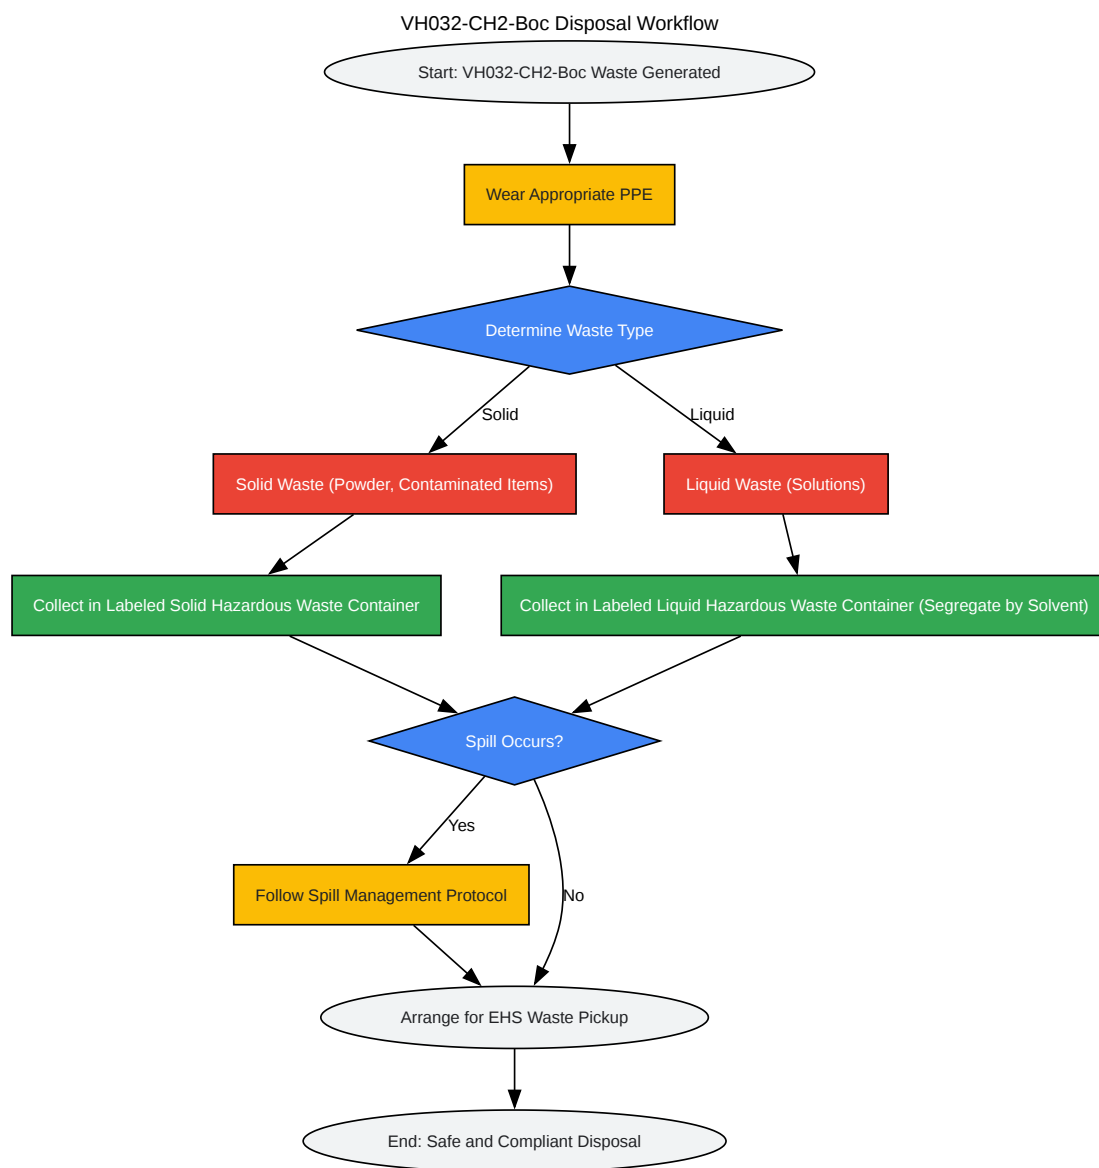 VH032-CH2-Boc Disposal Workflow
Start: VH032-CH2-Boc Waste Generated
Wear Appropriate PPE
Determine Waste Type
Solid
Liquid
Solid Waste (Powder, Contaminated Items)
Liquid Waste (Solutions)
Collect in Labeled Solid Hazardous Waste Container
Collect in Labeled Liquid Hazardous Waste Container (Segregate by Solvent)
Spill Occurs?
Yes
Follow Spill Management Protocol
No
Arrange for EHS Waste Pickup
End: Safe and Compliant Disposal